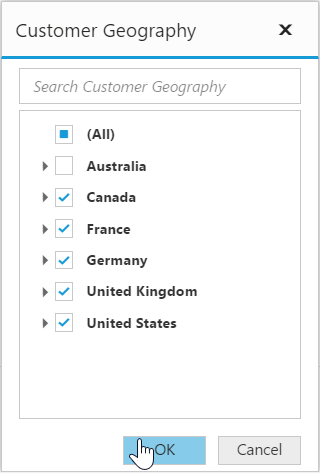 Customer Geography
Search Customer Geography
(All)
Australia
Canada
France
Germany
United Kingdom
United States
OK
Cancel